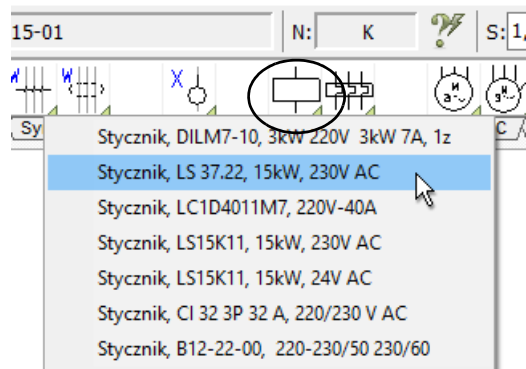 15-01 N: K S: 1,
W W X
3~ 3~
Sy C
Stycznik, DILM7-10, 3kW 220V 3kW 7A, 1z
Stycznik, LS 37.22, 15kW, 230V AC
Stycznik, LC1D4011M7, 220V-40A
Stycznik, LS15K11, 15kW, 230V AC
Stycznik, LS15K11, 15kW, 24V AC
Stycznik, CI 32 3P 32 A, 220/230 V AC
Stycznik, B12-22-00, 220-230/50 230/60